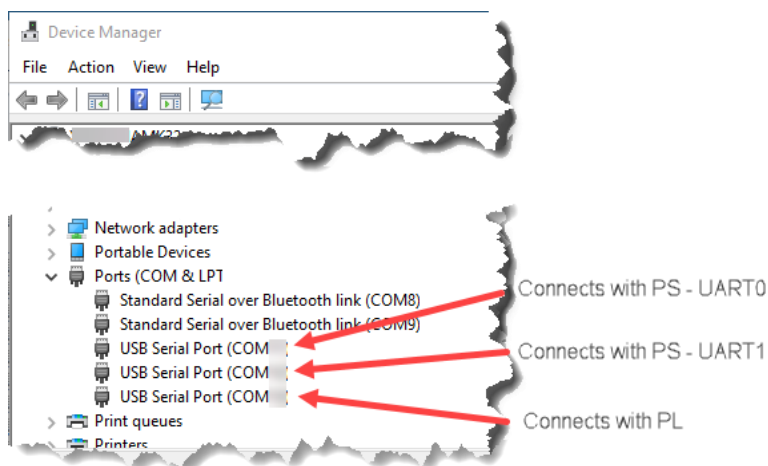 Device Manager
File Action View Help
Network adapters
Portable Devices
Ports (COM & LPT
Standard Serial over Bluetooth link (COM8)
Connects with PS - UART0
Standard Serial over Bluetooth link (COM9)
USB Serial Port (COM
Connects with PS - UART1
USB Serial Port (COM
USB Serial Port (COM
Connects with PL
Print queues
Printers